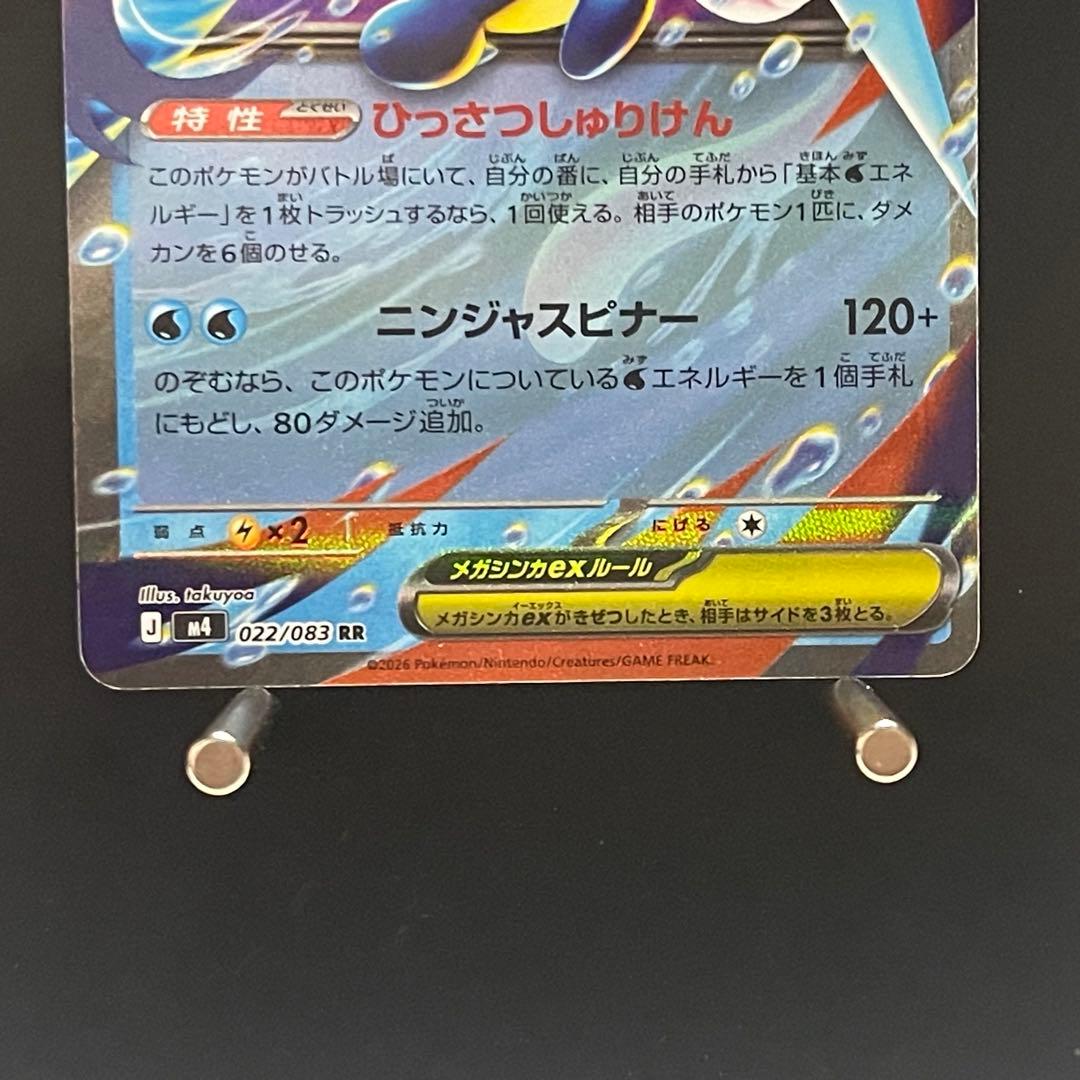 特性 とくせい ひっさつしゅりけん
このポケモンがバトル場にいて、自分の番に、自分の手札から「基本エネ
ルギー」を1枚トラッシュするなら、1回使える。相手のポケモン1匹に、ダメ
カンを6個のせる。
ニンジャスピナー 120+
のぞむなら、このポケモンについているエネルギーを1個手札
にもどし、80ダメージ追加。
弱点 ×2 抵抗力 にげる
メガシンカexルール
メガシンカexがきぜつしたとき、相手はサイドを3枚とる。
Illus. takuyoa
J M4 022/083 RR
©2026 Pokémon/Nintendo/Creatures/GAME FREAK.